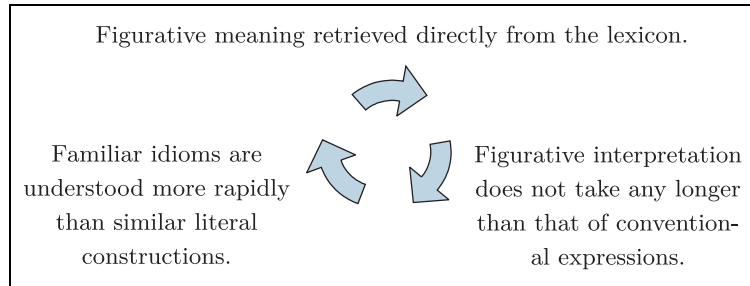 Figurative meaning retrieved directly from the lexicon.
Familiar idioms are
understood more rapidly
than similar literal
constructions.
Figurative interpretation
does not take any longer
than that of convention-
al expressions.